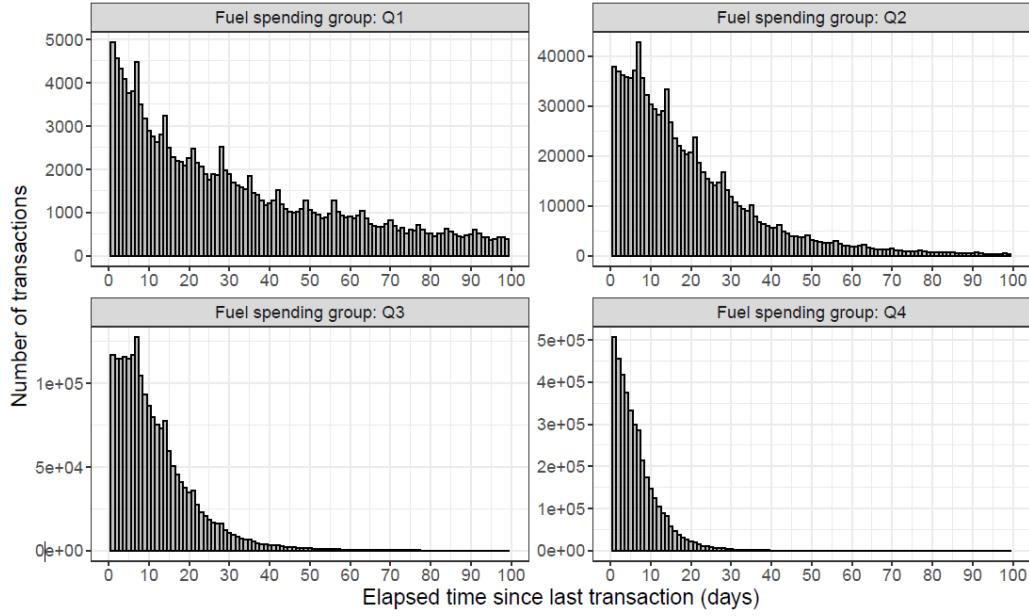 Fuel spending group: Q1
5000
4000
3000
2000
1000
0
0 10 20 30 40 50 60 70 80 90 100
Fuel spending group: Q2
40000
30000
20000
10000
0
0 10 20 30 40 50 60 70 80 90 100
Number of transactions
Fuel spending group: Q3
1e+05
5e+04
0e+00
0 10 20 30 40 50 60 70 80 90 100
Fuel spending group: Q4
5e+05
4e+05
3e+05
2e+05
1e+05
0e+00
0 10 20 30 40 50 60 70 80 90 100
Elapsed time since last transaction (days)